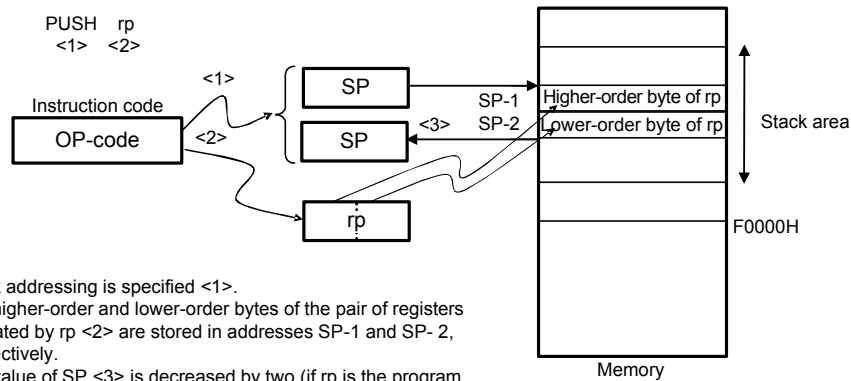 PUSH rp
<1> <2>
<1>
SP
SP-1
Higher-order byte of rp
Instruction code
OP-code
<2>
SP
<3>
SP-2
Lower-order byte of rp
Stack area
rp
F0000H
addressing is specified <1>.
igher-order and lower-order bytes of the pair of registers
ated by rp <2> are stored in addresses SP-1 and SP- 2,
ctively.
alue of SP <3> is decreased by two (if rp is the program
Memory